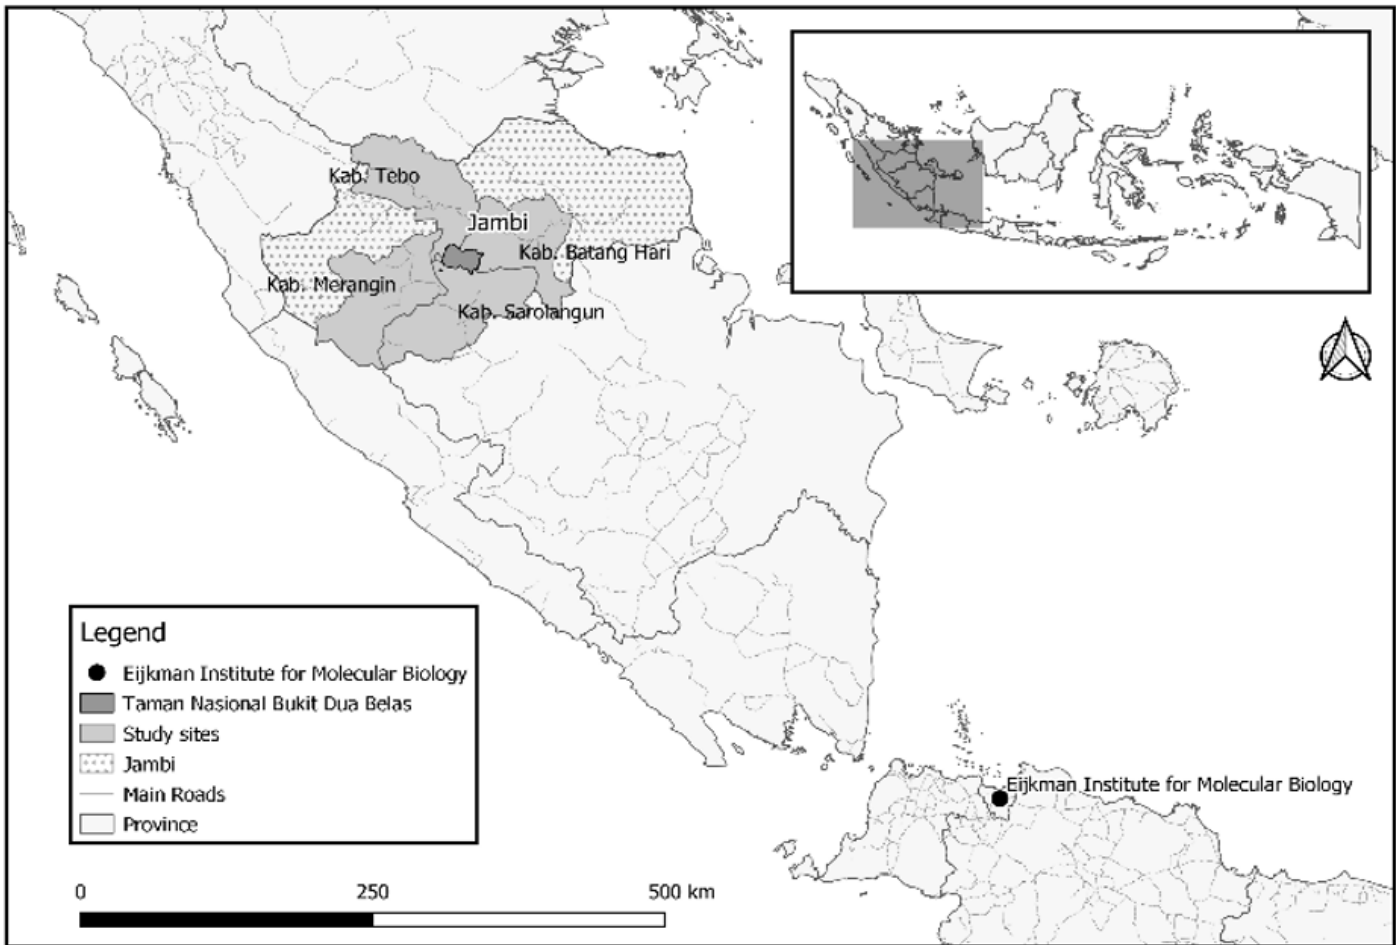 Kab. Tebo
Jambi
Kab. Batang Hari
Kab. Merangin
Kab. Sarolangun
Legend
Eijkman Institute for Molecular Biology
Taman Nasional Bukit Dua Belas
Study sites
Jambi
Main Roads
Province
Eijkman Institute for Molecular Biology
0 250 500 km